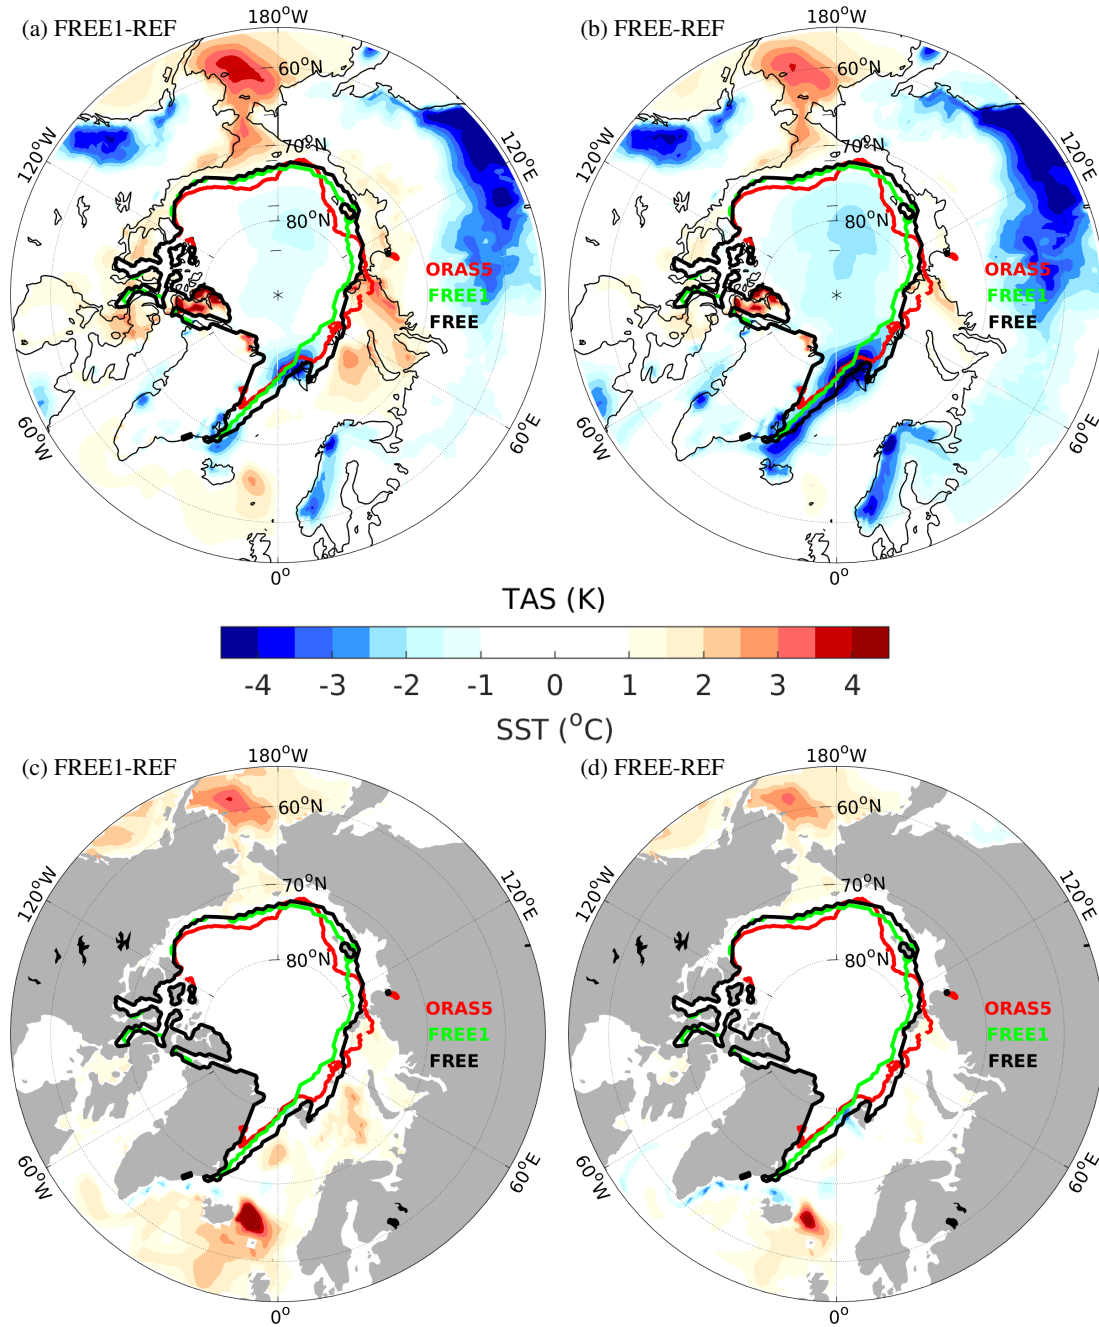 (a) FREE1-REF
180°W
60°N
70°N
80°N
120°W
120°E
60°W
60°E
0°
ORAS5
FREE1
FREE
(b) FREE-REF
180°W
60°N
70°N
80°N
120°W
120°E
60°W
60°E
0°
ORAS5
FREE1
FREE
TAS (K)
-4 -3 -2 -1 0 1 2 3 4
SST (°C)
(c) FREE1-REF
180°W
60°N
70°N
80°N
120°W
120°E
60°W
60°E
0°
ORAS5
FREE1
FREE
(d) FREE-REF
180°W
60°N
70°N
80°N
120°W
120°E
60°W
60°E
0°
ORAS5
FREE1
FREE